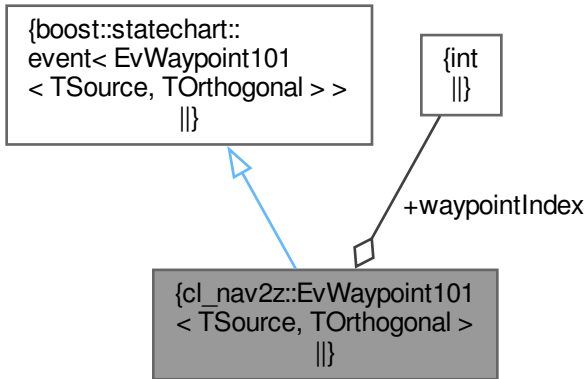 {boost::statechart::
event< EvWaypoint101
< TSource, TOrthogonal > >
||}
{int
||}
+waypointIndex
{cl_nav2z::EvWaypoint101
< TSource, TOrthogonal >
||}